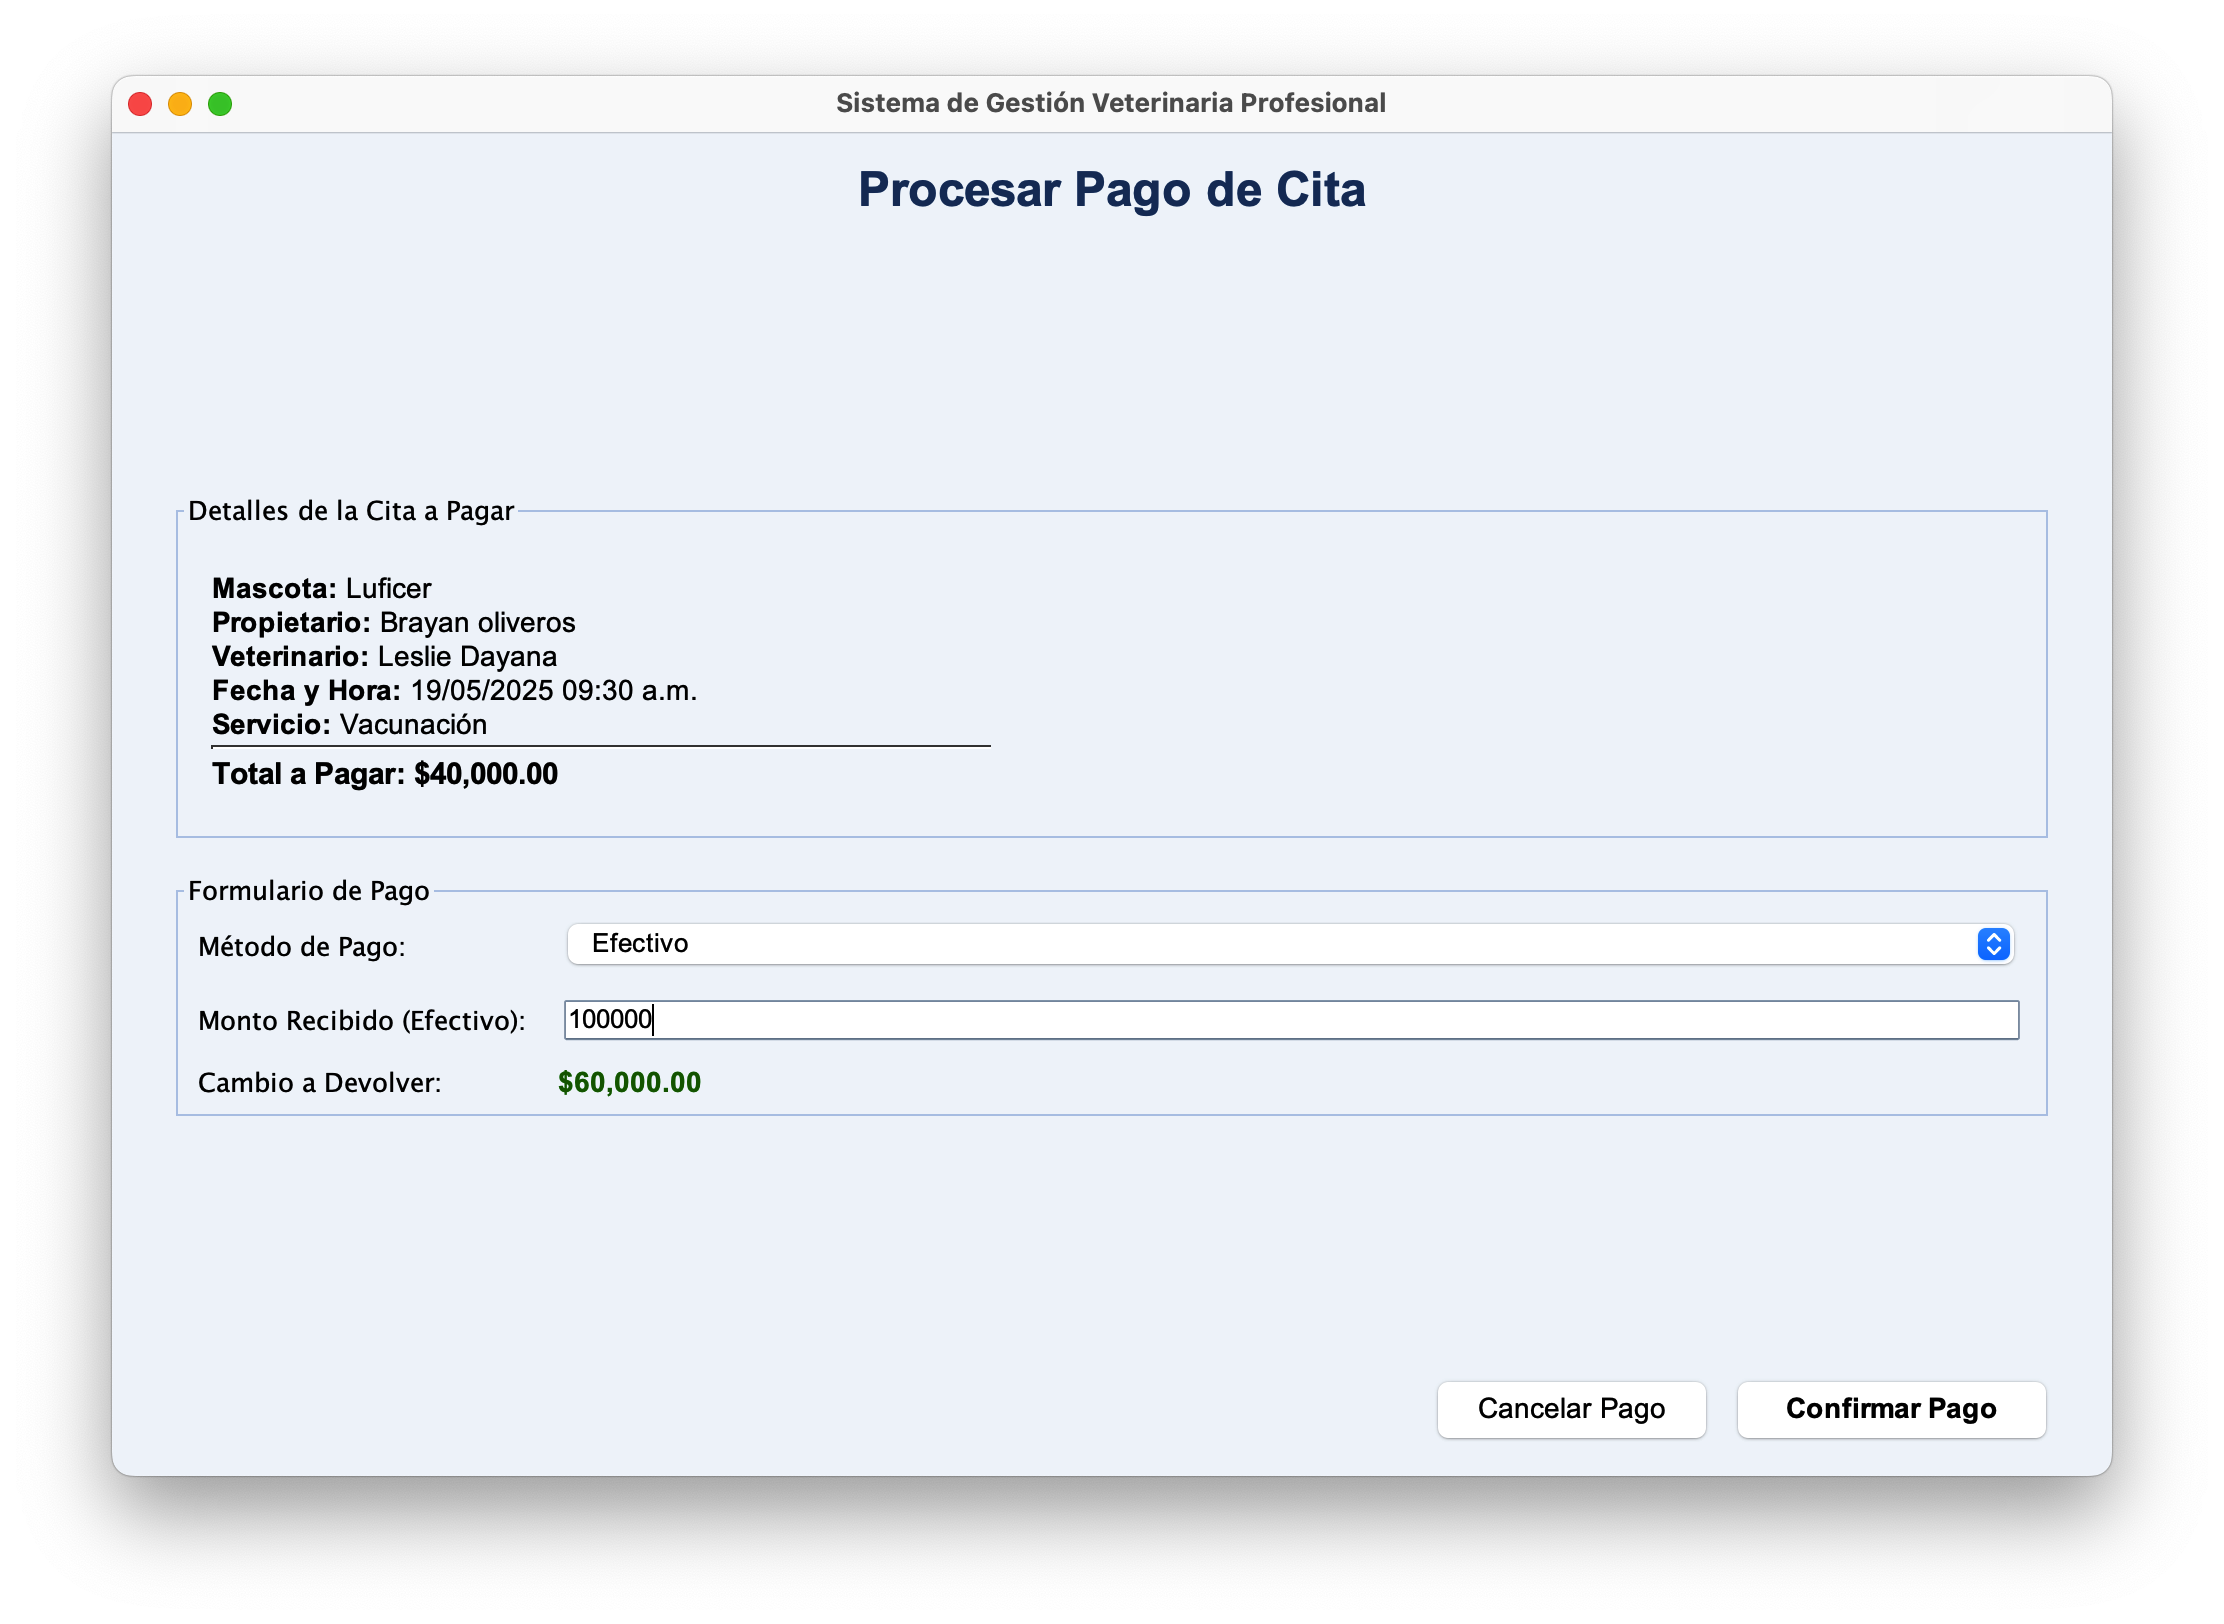 Sistema de Gestión Veterinaria Profesional
Procesar Pago de Cita
Detalles de la Cita a Pagar
Mascota: Luficer
Propietario: Brayan oliveros
Veterinario: Leslie Dayana
Fecha y Hora: 19/05/2025 09:30 a.m.
Servicio: Vacunación
Total a Pagar: $40,000.00
Formulario de Pago
Método de Pago: Efectivo
Monto Recibido (Efectivo): 100000
Cambio a Devolver: $60,000.00
Cancelar Pago Confirmar Pago